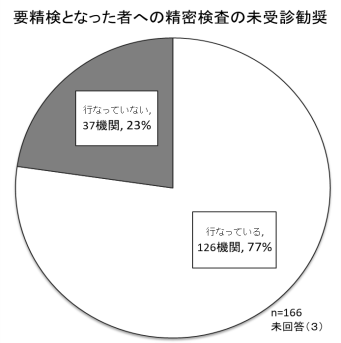 要精検となった者への精密検査の未受診勧奨
行なっていない,
37機関, 23%
行なっている,
126機関, 77%
n=166
未回答(3)